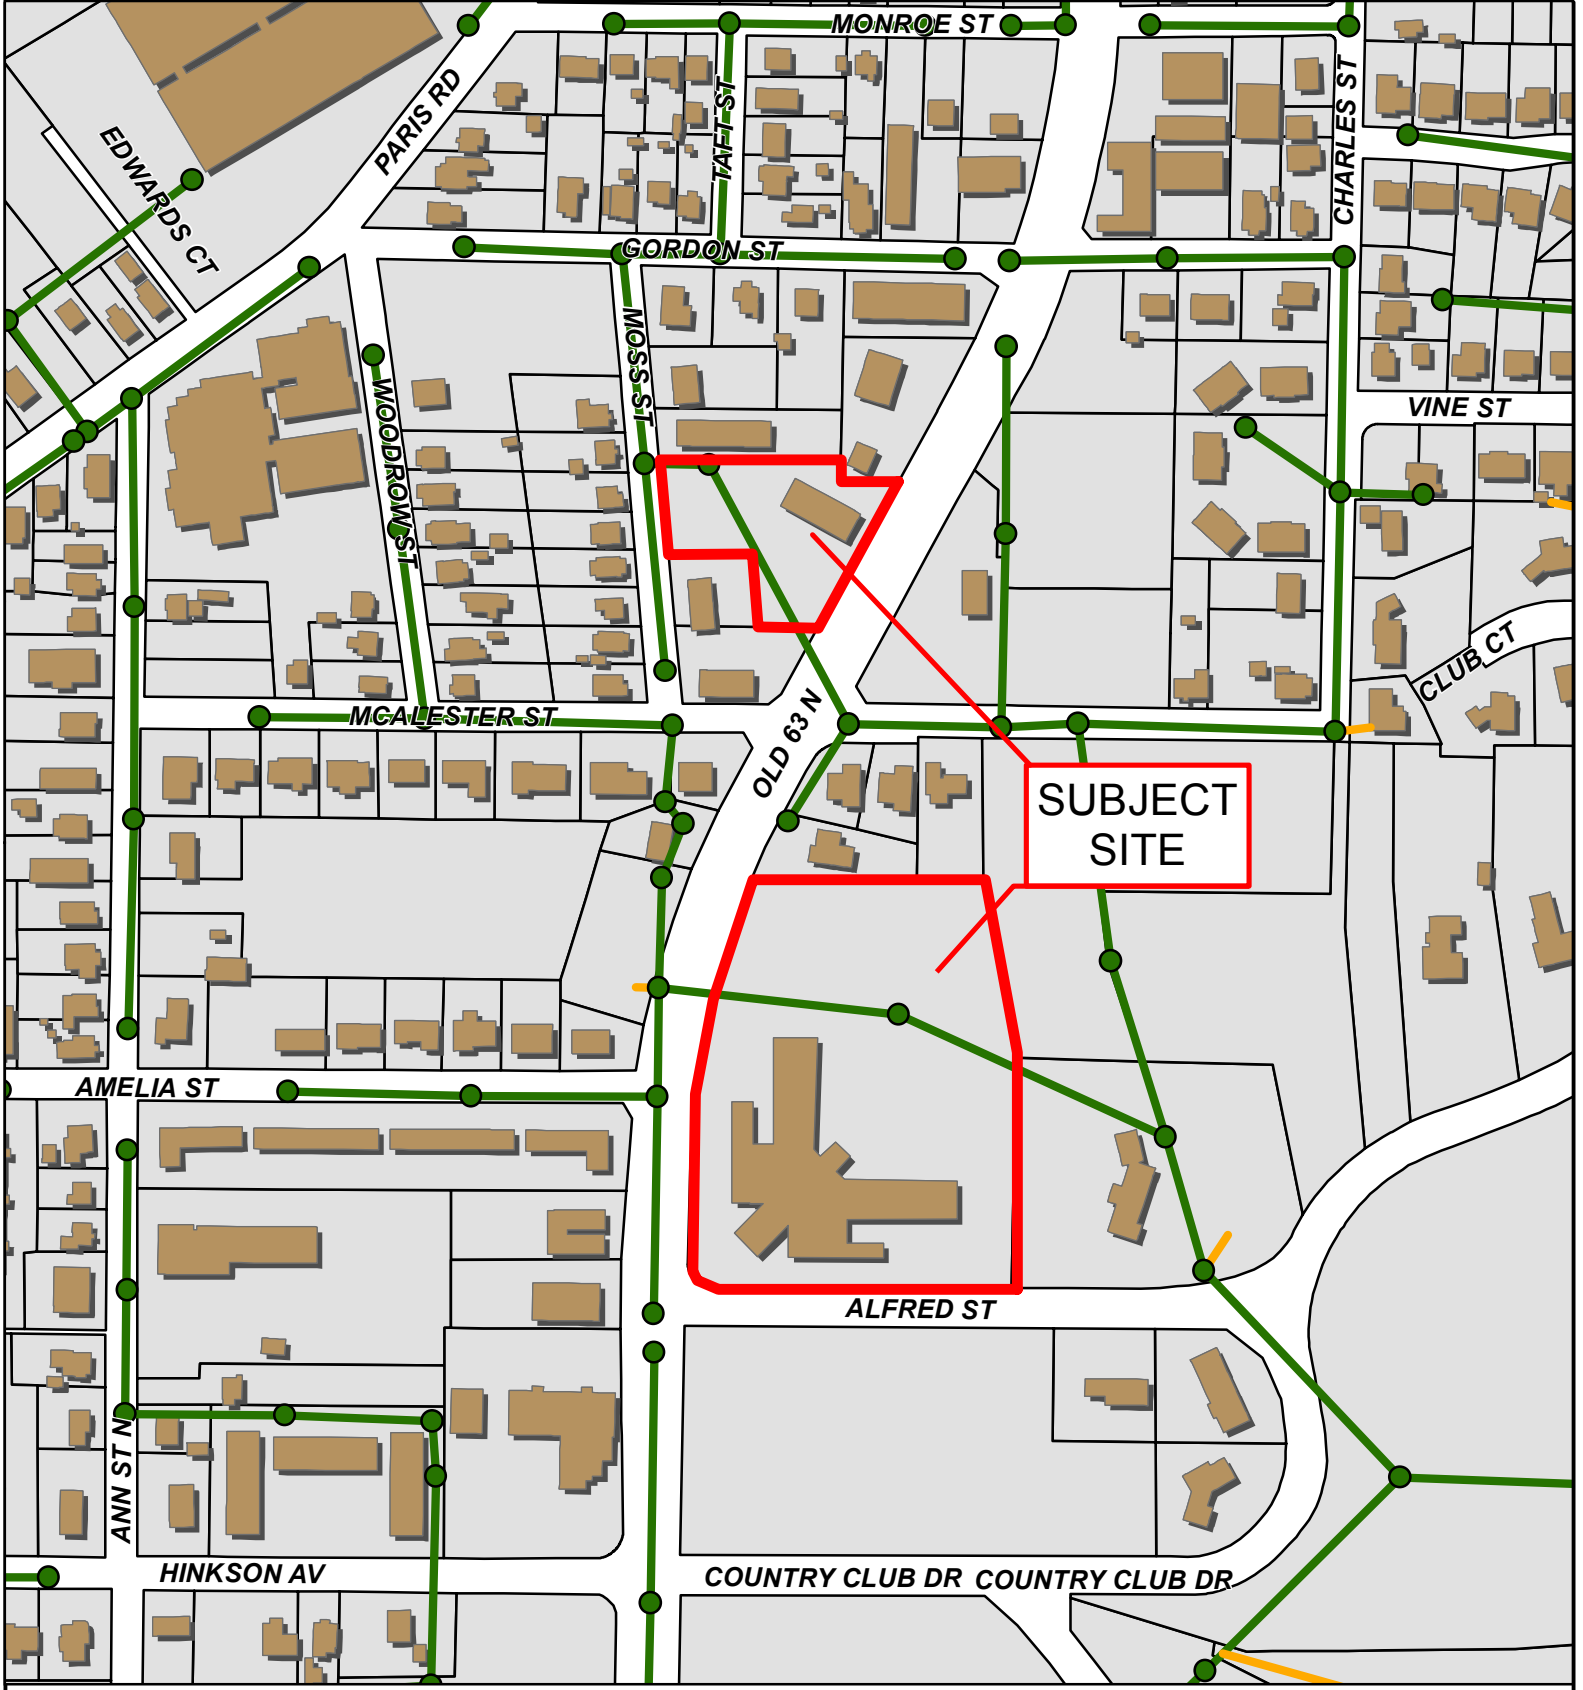 MONROE ST
PARIS RD
TAFT ST
CHARLES ST
EDWARDS CT
GORDON ST
MOSS ST
WOODROW ST
VINE ST
CLUB CT
MCALESTER ST
OLD 63 N
SUBJECT
SITE
AMELIA ST
ALFRED ST
ANN ST N
HINKSON AV
COUNTRY CLUB DR
COUNTRY CLUB DR